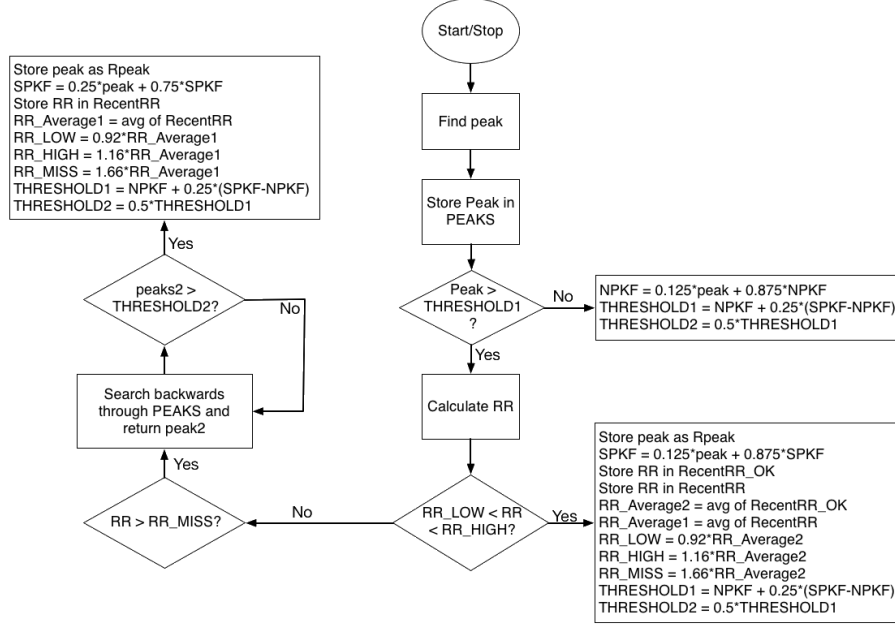 Start/Stop
Find peak
Store Peak in
PEAKS
Peak >
THRESHOLD1
?
No
NPKF = 0.125*peak + 0.875*NPKF
THRESHOLD1 = NPKF + 0.25*(SPKF-NPKF)
THRESHOLD2 = 0.5*THRESHOLD1
Yes
Calculate RR
RR_LOW < RR
< RR_HIGH?
Yes
Store peak as Rpeak
SPKF = 0.125*peak + 0.875*SPKF
Store RR in RecentRR_OK
Store RR in RecentRR
RR_Average2 = avg of RecentRR_OK
RR_Average1 = avg of RecentRR
RR_LOW = 0.92*RR_Average2
RR_HIGH = 1.16*RR_Average2
RR_MISS = 1.66*RR_Average2
THRESHOLD1 = NPKF + 0.25*(SPKF-NPKF)
THRESHOLD2 = 0.5*THRESHOLD1
No
RR > RR_MISS?
Yes
Search backwards
through PEAKS and
return peak2
peaks2 >
THRESHOLD2?
No
Yes
Store peak as Rpeak
SPKF = 0.25*peak + 0.75*SPKF
Store RR in RecentRR
RR_Average1 = avg of RecentRR
RR_LOW = 0.92*RR_Average1
RR_HIGH = 1.16*RR_Average1
RR_MISS = 1.66*RR_Average1
THRESHOLD1 = NPKF + 0.25*(SPKF-NPKF)
THRESHOLD2 = 0.5*THRESHOLD1